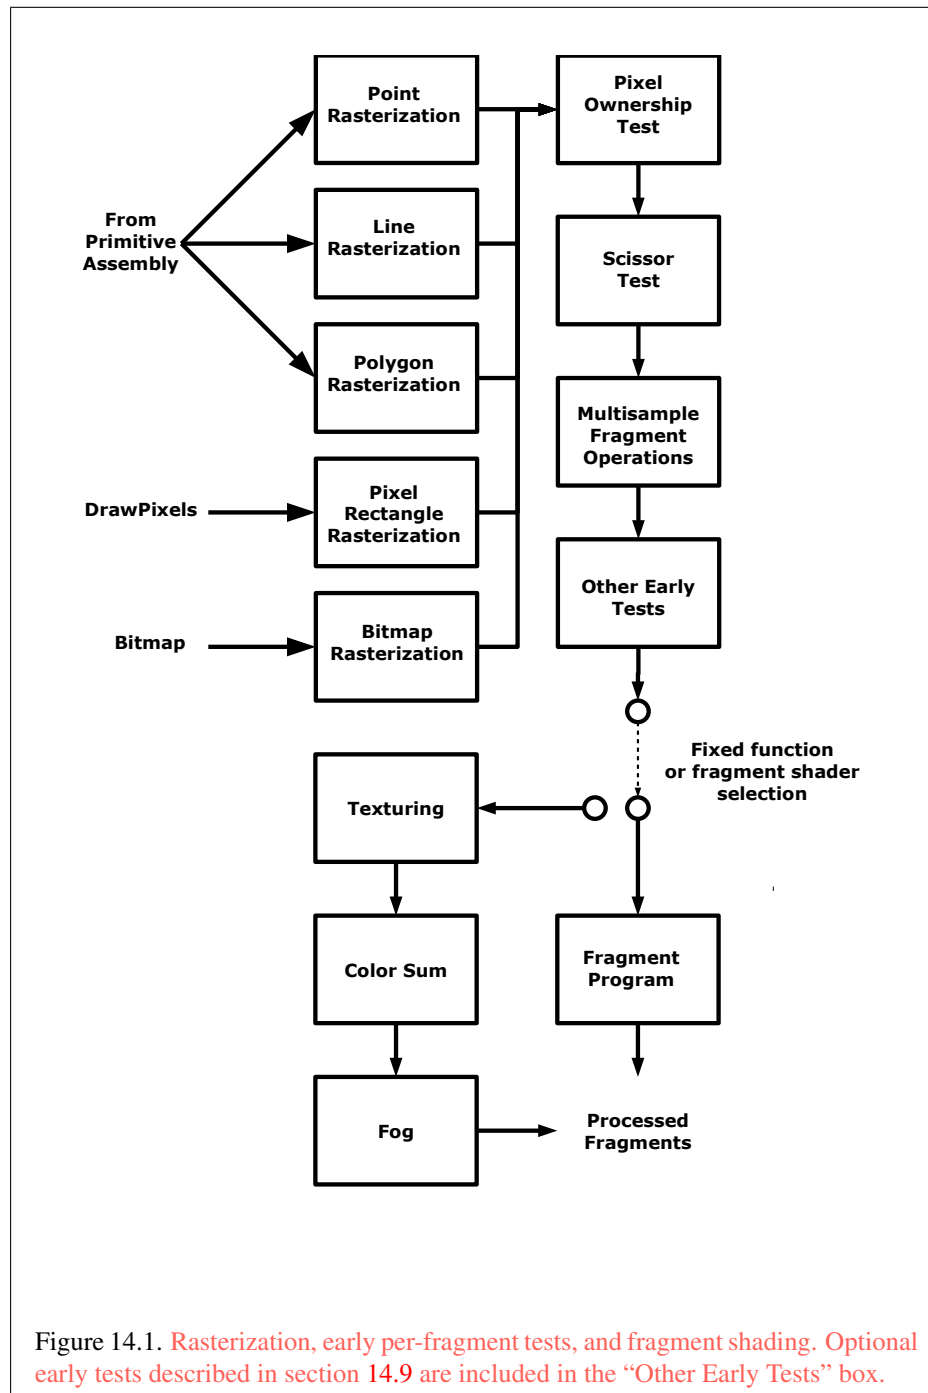 Point
Rasterization
Pixel
Ownership
Test
From
Primitive
Assembly
Line
Rasterization
Scissor
Test
Polygon
Rasterization
Multisample
Fragment
Operations
DrawPixels
Pixel
Rectangle
Rasterization
Other Early
Tests
Bitmap
Bitmap
Rasterization
Fixed function
or fragment shader
selection
Texturing
Color Sum
Fragment
Program
Fog
Processed
Fragments
Figure 14.1. Rasterization, early per-fragment tests, and fragment shading. Optional
early tests described in section 14.9 are included in the “Other Early Tests” box.